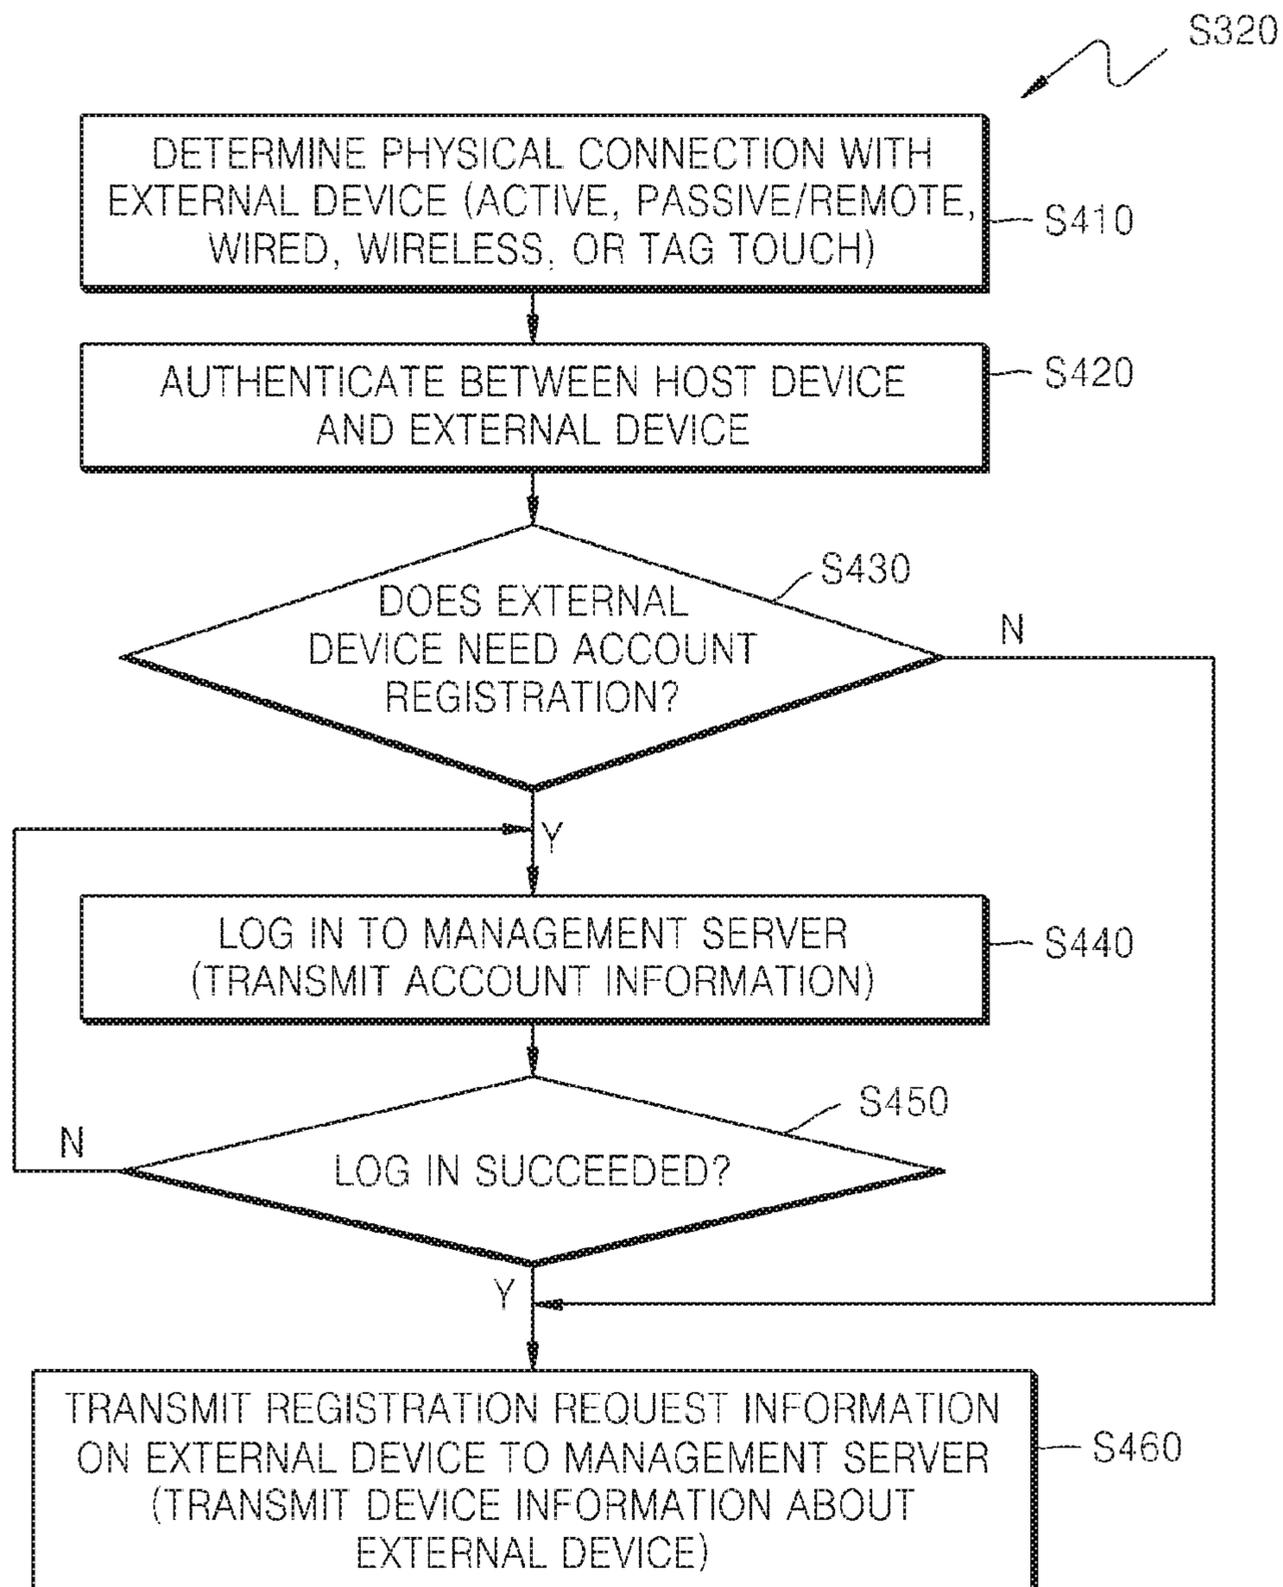 S320
DETERMINE PHYSICAL CONNECTION WITH
EXTERNAL DEVICE (ACTIVE, PASSIVE/REMOTE,
WIRED, WIRELESS, OR TAG TOUCH)
S410
AUTHENTICATE BETWEEN HOST DEVICE
AND EXTERNAL DEVICE
S420
S430
DOES EXTERNAL
DEVICE NEED ACCOUNT
REGISTRATION?
N
Y
LOG IN TO MANAGEMENT SERVER
(TRANSMIT ACCOUNT INFORMATION)
S440
S450
N
LOG IN SUCCEEDED?
Y
TRANSMIT REGISTRATION REQUEST INFORMATION
ON EXTERNAL DEVICE TO MANAGEMENT SERVER
(TRANSMIT DEVICE INFORMATION ABOUT
EXTERNAL DEVICE)
S460